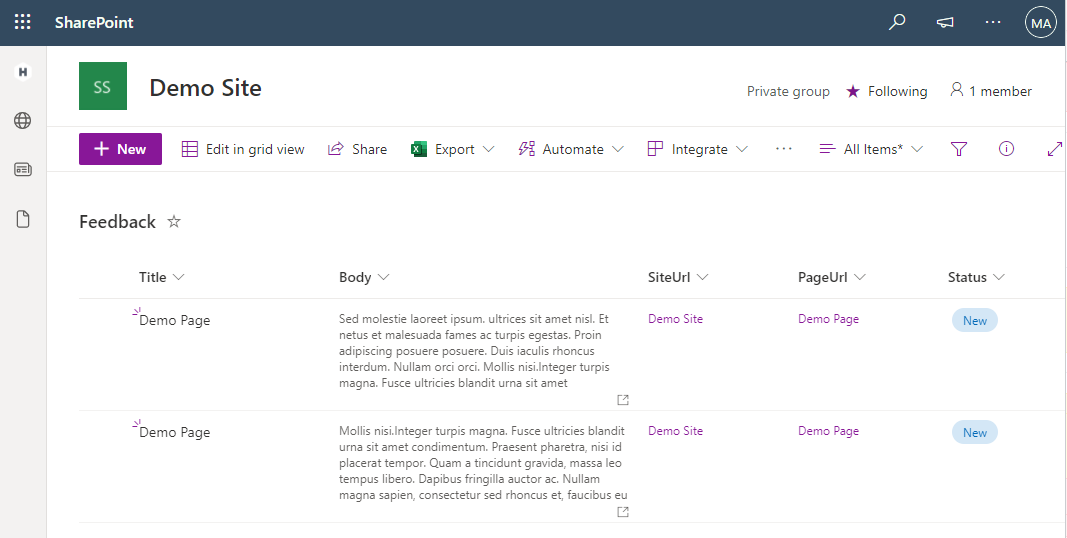 SharePoint
MA
H
SS
Demo Site
Private group
Following
1 member
New
Edit in grid view
Share
Export
Automate
Integrate
All Items*
Feedback
Title
Body
SiteUrl
PageUrl
Status
Demo Page
Sed molestie laoreet ipsum. ultrices sit amet nisl. Et
netus et malesuada fames ac turpis egestas. Proin
adipiscing posuere posuere. Duis iaculis rhoncus
interdum. Nullam orci orci. Mollis nisi.Integer turpis
magna. Fusce ultricies blandit urna sit amet
Demo Site
Demo Page
New
Demo Page
Mollis nisi.Integer turpis magna. Fusce ultricies blandit
urna sit amet condimentum. Praesent pharetra, nisi id
placerat tempor. Quam a tincidunt gravida, massa leo
tempus libero. Dapibus fringilla auctor ac. Nullam
magna sapien, consectetur sed rhoncus et, faucibus eu
Demo Site
Demo Page
New